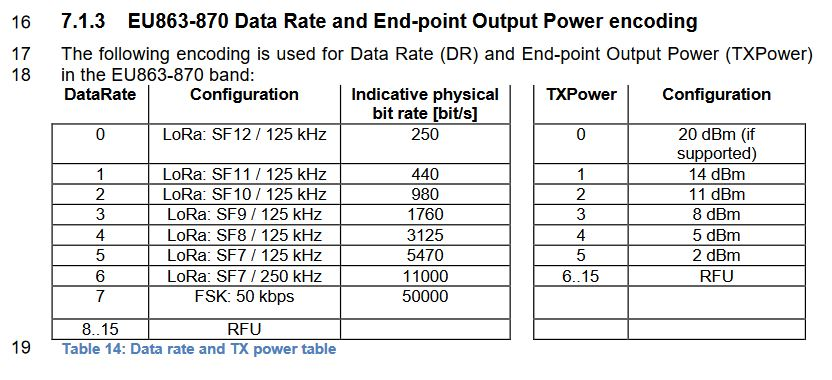 16 7.1.3 EU863-870 Data Rate and End-point Output Power encoding
17 The following encoding is used for Data Rate (DR) and End-point Output Power (TXPower)
18 in the EU863-870 band:
DataRate Configuration Indicative physical TXPower Configuration
bit rate [bit/s]
0 LoRa: SF12 / 125 kHz 250 0 20 dBm (if
supported)
1 LoRa: SF11 / 125 kHz 440 1 14 dBm
2 LoRa: SF10 / 125 kHz 980 2 11 dBm
3 LoRa: SF9 / 125 kHz 1760 3 8 dBm
4 LoRa: SF8 / 125 kHz 3125 4 5 dBm
5 LoRa: SF7 / 125 kHz 5470 5 2 dBm
6 LoRa: SF7 / 250 kHz 11000 6..15 RFU
7 FSK: 50 kbps 50000
8..15 RFU
19 Table 14: Data rate and TX power table